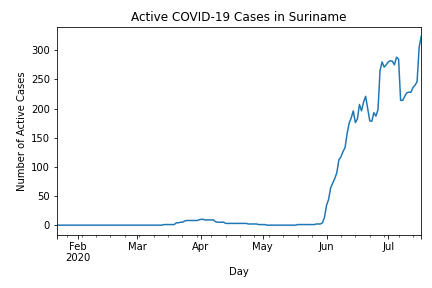 Active COVID-19 Cases in Suriname
Number of Active Cases
300
250
200
150
100
50
0
Feb
2020
Mar
Apr
May
Jun
Jul
Day